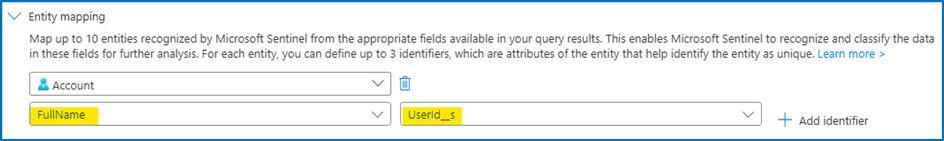 Entity mapping
Map up to 10 entities recognized by Microsoft Sentinel from the appropriate fields available in your query results. This enables Microsoft Sentinel to recognize and classify the data
in these fields for further analysis. For each entity, you can define up to 3 identifiers, which are attributes of the entity that help identify the entity as unique. Learn more >
Account
FullName UserId__s + Add identifier